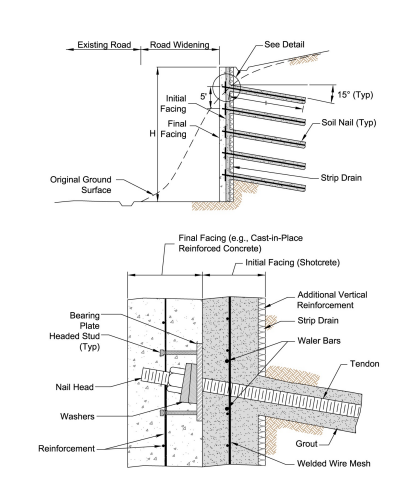 Existing Road
Road Widening
See Detail
5'
15° (Typ)
Initial
Facing
L
H
Final
Facing
Soil Nail (Typ)
Original Ground
Surface
Strip Drain
Final Facing (e.g., Cast-in-Place
Reinforced Concrete)
Initial Facing (Shotcrete)
Additional Vertical
Reinforcement
Bearing
Plate
Strip Drain
Headed Stud
(Typ)
Waler Bars
Tendon
Nail Head
Washers
Grout
Reinforcement
Welded Wire Mesh